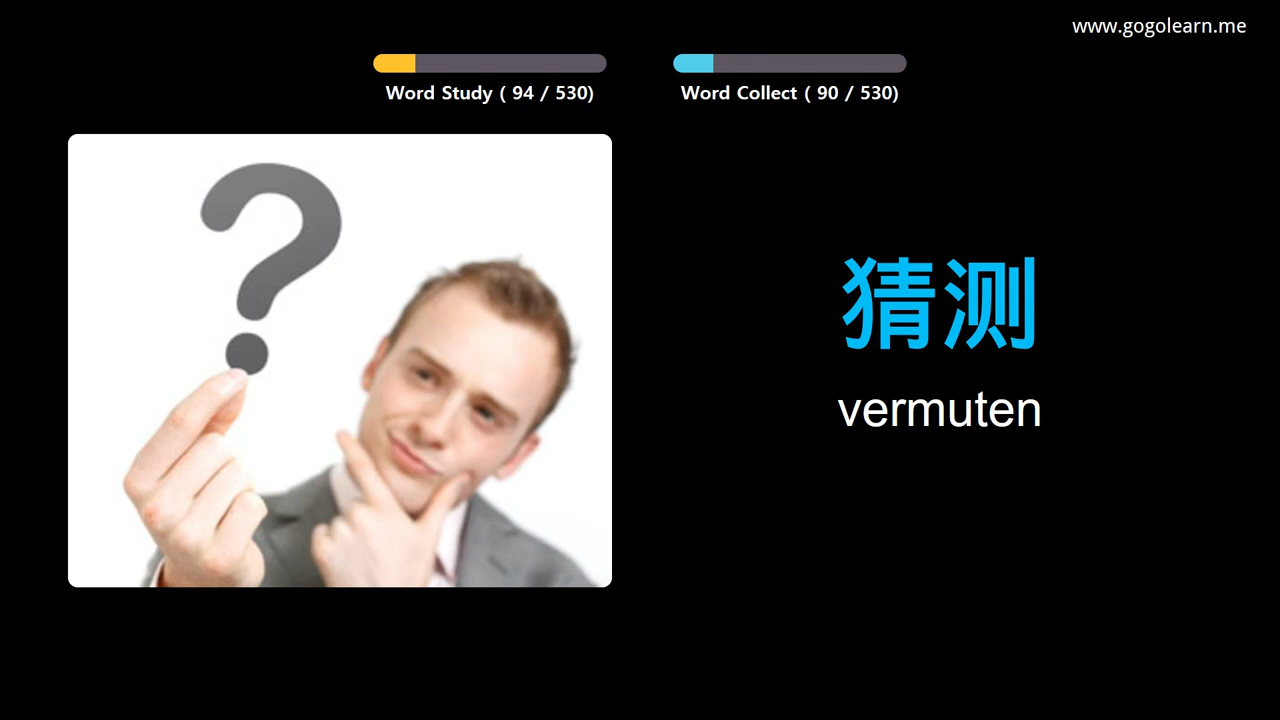 www.gogolearn.me
Word Study ( 94 / 530)
Word Collect ( 90 / 530)
?
猜测
vermuten